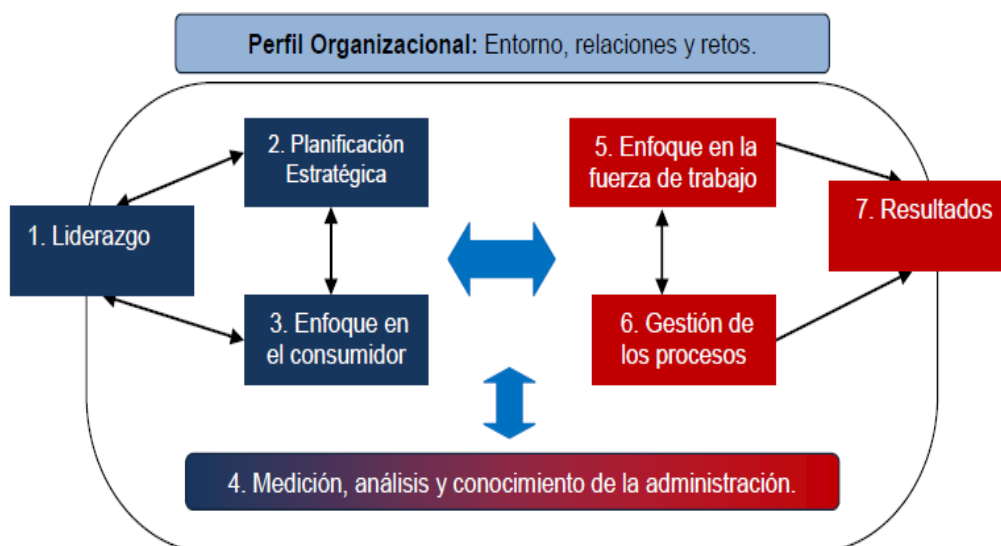 Perfil Organizacional: Entorno, relaciones y retos.
1. Liderazgo
2. Planificación
Estratégica
3. Enfoque en
el consumidor
5. Enfoque en la
fuerza de trabajo
6. Gestión de
los procesos
7. Resultados
4. Medición, análisis y conocimiento de la administración.